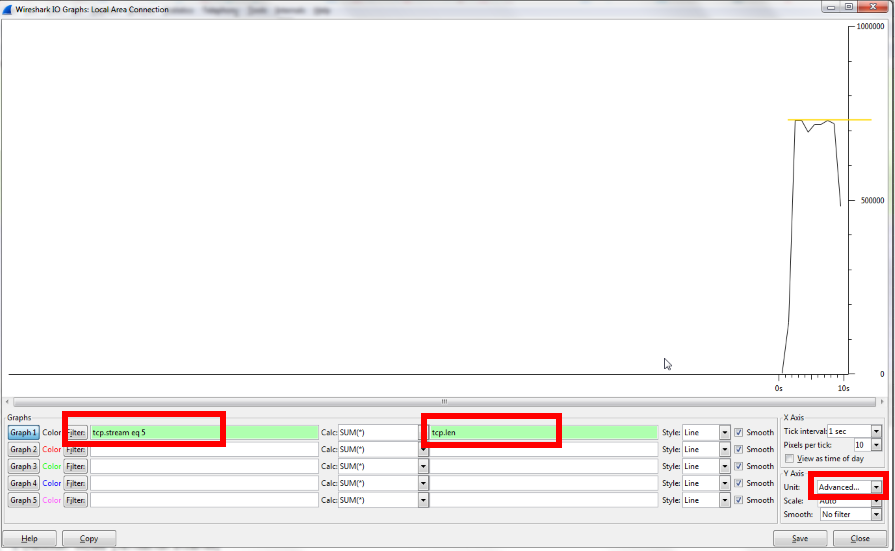 Wireshark IO Graphs: Local Area Connection
1000000
500000
0
0s 10s
Graphs
Graph 1 Color Filter: tcp.stream eq 5 Calc: SUM(*) tcp.len Style: Line Smooth
Graph 2 Color Filter: Calc: SUM(*) Style: Line Smooth
Graph 3 Color Filter: Calc: SUM(*) Style: Line Smooth
Graph 4 Color Filter: Calc: SUM(*) Style: Line Smooth
Graph 5 Color Filter: Calc: SUM(*) Style: Line Smooth
X Axis
Tick interval: 1 sec
Pixels per tick: 10
View as time of day
Y Axis
Unit: Advanced...
Scale: Auto
Smooth: No filter
Help Copy Save Close